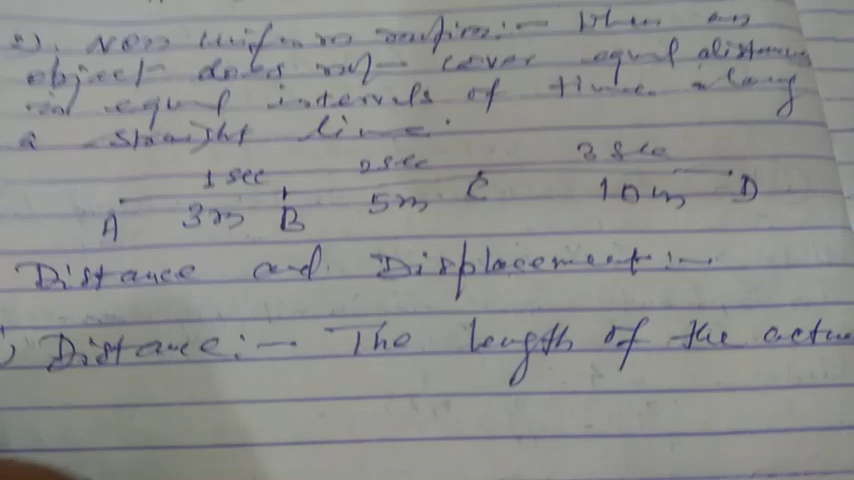 2). Non uniform motion:- When an
object does not cover equal distances
in equal intervals of time along
a straight line.
1 sec 2 sec 3 sec
A 3m B 5m C 10m D
Distance and Displacement:-
) Distance:- The length of the actu